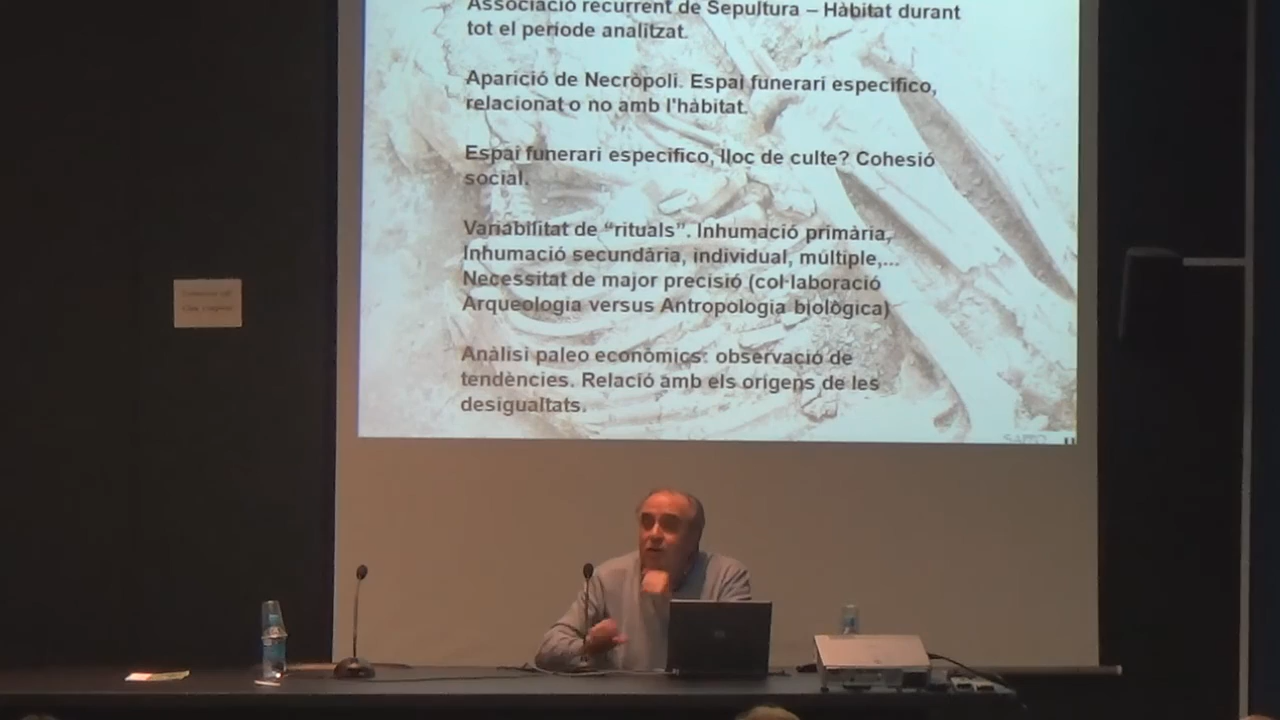 Associació recurrent de Sepultura – Hàbitat durant
tot el període analitzat.
Aparició de Necròpoli. Espai funerari específico,
relacionat o no amb l'hàbitat.
Espai funerari específico, lloc de culte? Cohesió
social.
Variabilitat de “rituals”. Inhumació primària,
Inhumació secundària, individual, múltiple,...
Necessitat de major precisió (col·laboració
Arqueologia versus Antropologia biològica)
Anàlisi paleo econòmics: observació de
tendències. Relació amb els orígens de les
desigualtats.